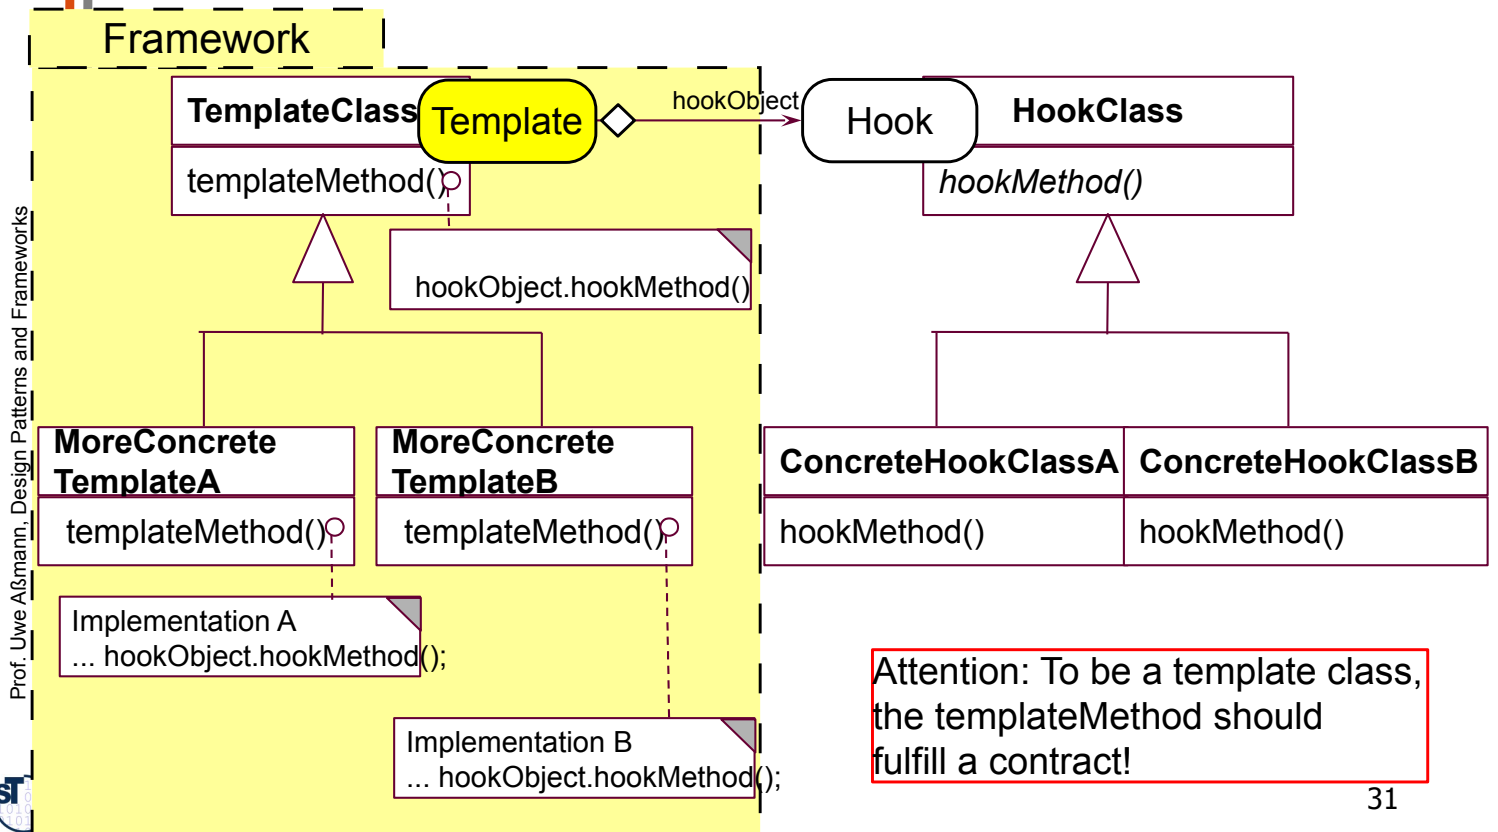 Framework
TemplateClass
Template
hookObject
Hook
HookClass
templateMethod()
hookMethod()
hookObject.hookMethod()
MoreConcrete
TemplateA
MoreConcrete
TemplateB
ConcreteHookClassA
ConcreteHookClassB
templateMethod()
templateMethod()
hookMethod()
hookMethod()
Implementation A
... hookObject.hookMethod();
Implementation B
... hookObject.hookMethod();
Attention: To be a template class,
the templateMethod should
fulfill a contract!
Prof. Uwe Aßmann, Design Patterns and Frameworks
31